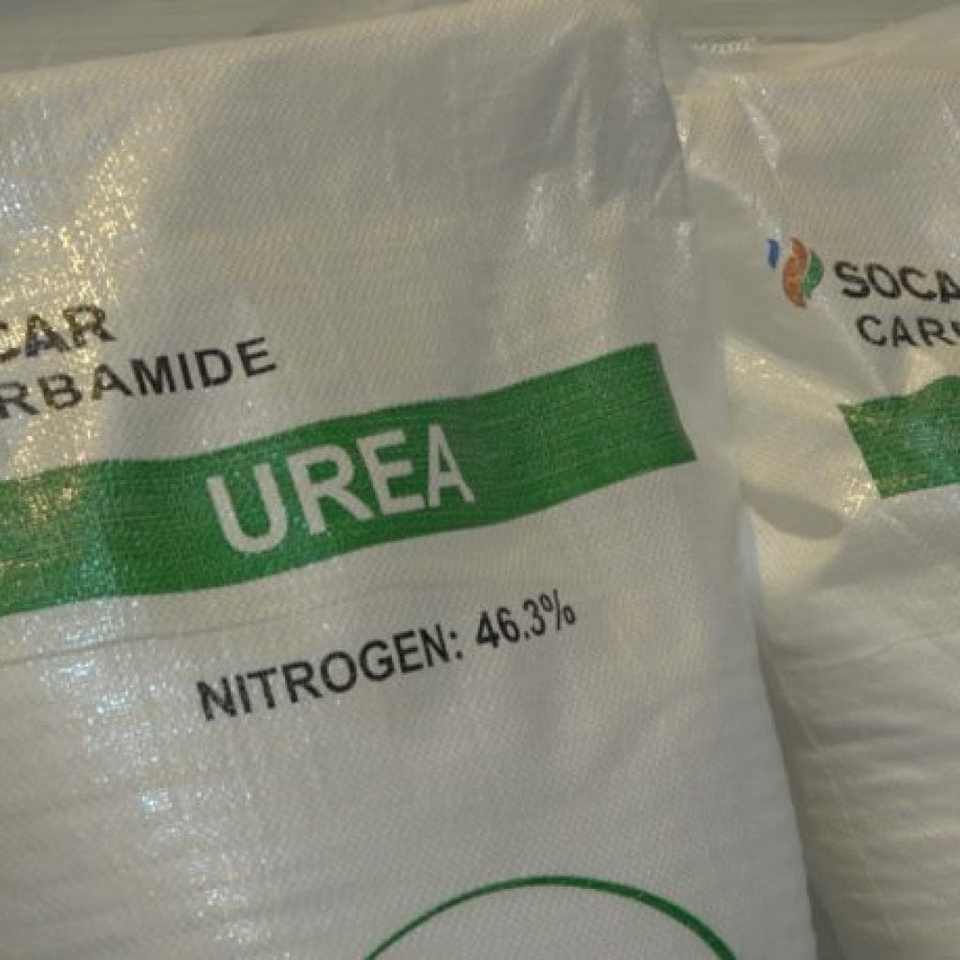 CAR
RBAMIDE
UREA
NITROGEN: 46.3%
SOCA
CAR